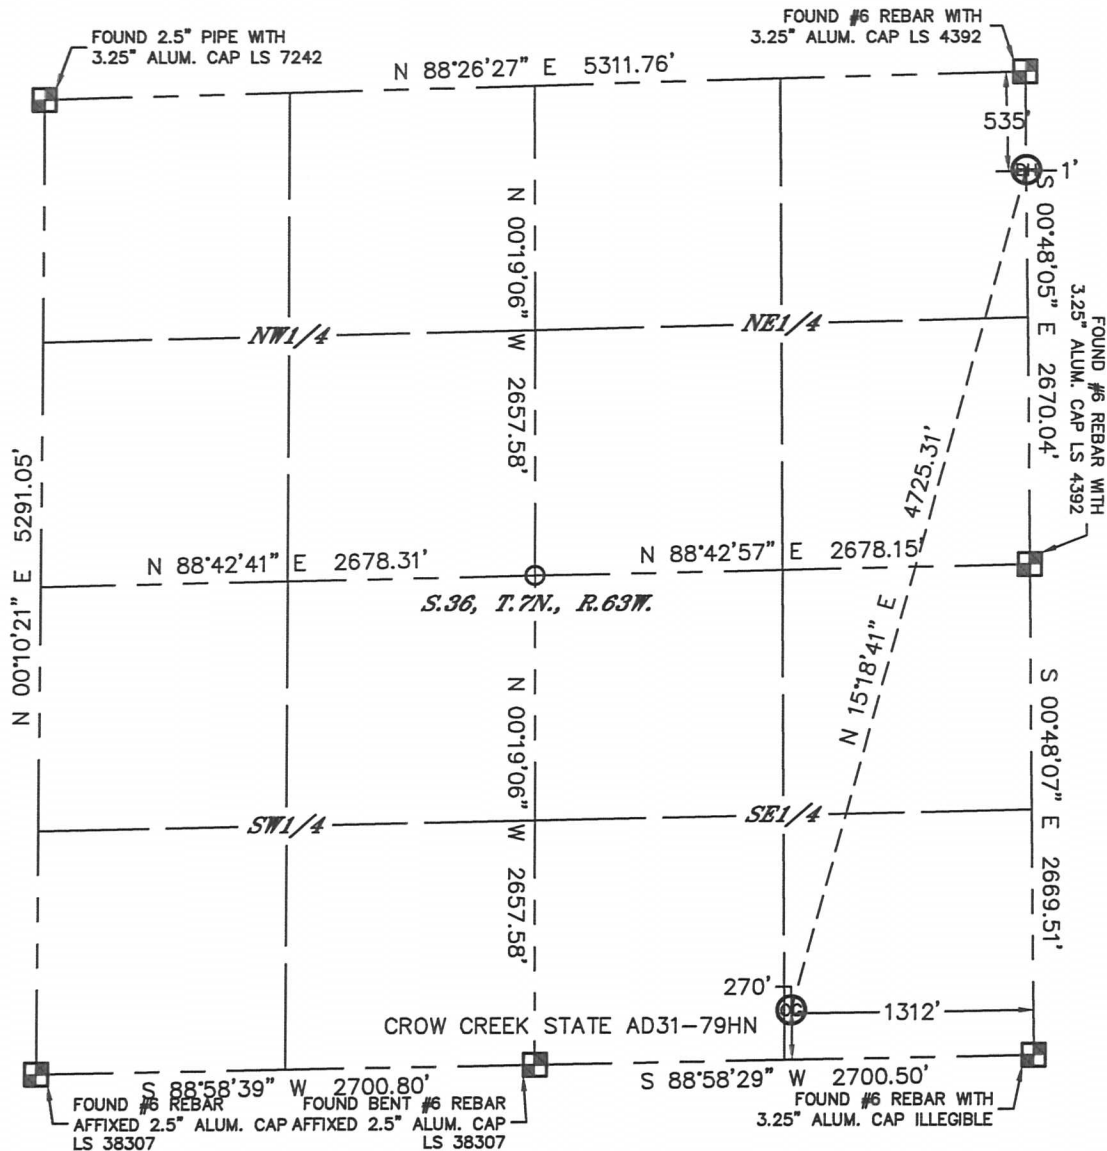 FOUND 2.5" PIPE WITH
3.25" ALUM. CAP LS 7242
FOUND #6 REBAR WITH
3.25" ALUM. CAP LS 4392
N 88°26'27" E 5311.76'
535'
BH
1'
S 00°48'05" E 2670.04'
FOUND #6 REBAR WITH
3.25" ALUM. CAP LS 4392
N 00°19'06" W 2657.58'
NW1/4
NE1/4
N 00°10'21" E 5291.05'
4725.31'
N 88°42'41" E 2678.31'
N 88°42'57" E 2678.15'
S.36, T.7N., R.63W.
N 15°18'41" E
N 00°19'06" W 2657.58'
S 00°48'07" E 2669.51'
SW1/4
SE1/4
270'
OG
1312'
CROW CREEK STATE AD31-79HN
S 88°58'39" W 2700.80'
S 88°58'29" W 2700.50'
FOUND #6 REBAR
AFFIXED 2.5" ALUM. CAP
LS 38307
FOUND BENT #6 REBAR
AFFIXED 2.5" ALUM. CAP
LS 38307
FOUND #6 REBAR WITH
3.25" ALUM. CAP ILLEGIBLE